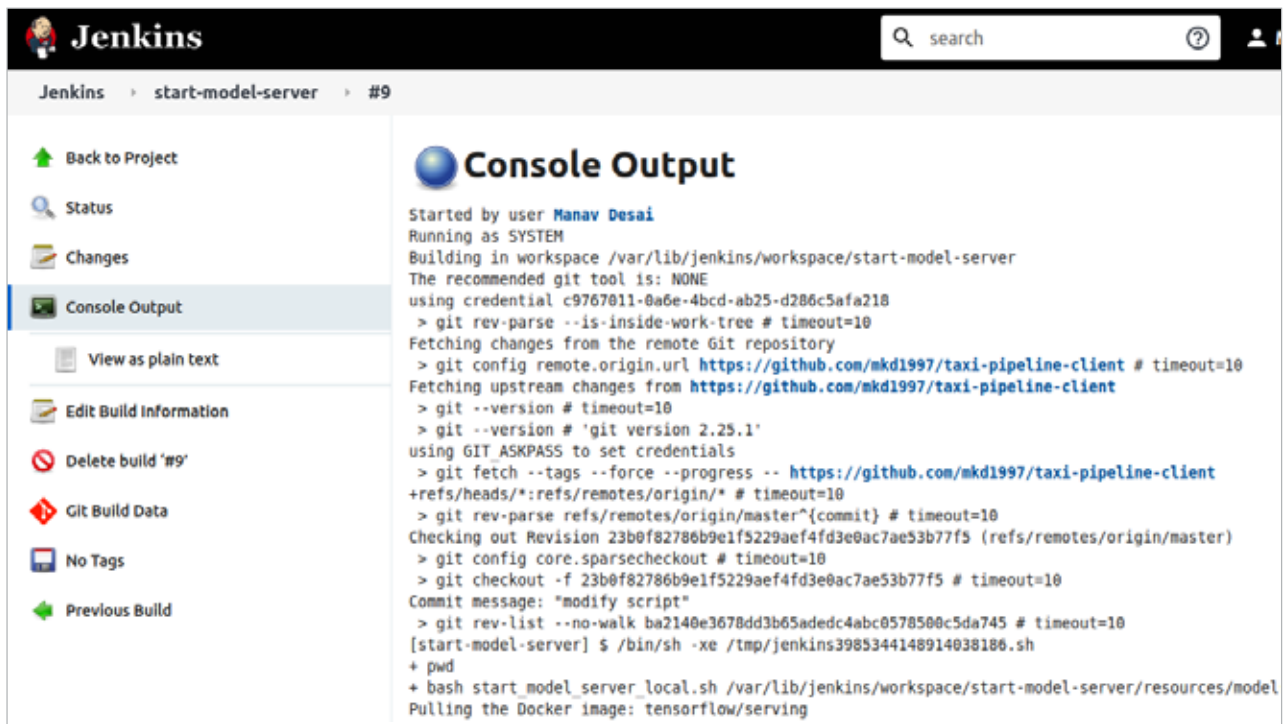 Jenkins
search
Jenkins › start-model-server › #9
Back to Project
Status
Changes
Console Output
View as plain text
Edit Build Information
Delete build '#9'
Git Build Data
No Tags
Previous Build
Console Output
Started by user Manav Desai
Running as SYSTEM
Building in workspace /var/lib/jenkins/workspace/start-model-server
The recommended git tool is: NONE
using credential c9767011-0a6e-4bcd-ab25-d286c5afa218
> git rev-parse --is-inside-work-tree # timeout=10
Fetching changes from the remote Git repository
> git config remote.origin.url https://github.com/mkd1997/taxi-pipeline-client # timeout=10
Fetching upstream changes from https://github.com/mkd1997/taxi-pipeline-client
> git --version # timeout=10
> git --version # 'git version 2.25.1'
using GIT_ASKPASS to set credentials
> git fetch --tags --force --progress -- https://github.com/mkd1997/taxi-pipeline-client
+refs/heads/*:refs/remotes/origin/* # timeout=10
> git rev-parse refs/remotes/origin/master^{commit} # timeout=10
Checking out Revision 23b0f82786b9e1f5229aef4fd3e0ac7ae53b77f5 (refs/remotes/origin/master)
> git config core.sparsecheckout # timeout=10
> git checkout -f 23b0f82786b9e1f5229aef4fd3e0ac7ae53b77f5 # timeout=10
Commit message: "modify script"
> git rev-list --no-walk ba2140e3678dd3b65adedc4abc0578500c5da745 # timeout=10
[start-model-server] $ /bin/sh -xe /tmp/jenkins3985344148914038186.sh
+ pwd
+ bash start_model_server_local.sh /var/lib/jenkins/workspace/start-model-server/resources/model
Pulling the Docker image: tensorflow/serving